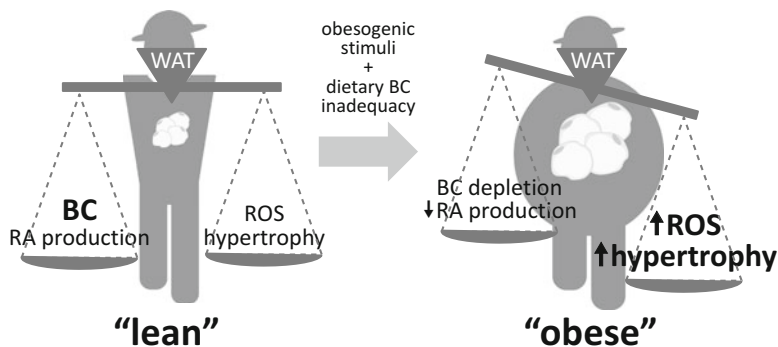 WAT
BC
RA production
ROS
hypertrophy
“lean”
obesogenic
stimuli
+
dietary BC
inadequacy
WAT
BC depletion
↓RA production
↑ROS
↑hypertrophy
“obese”